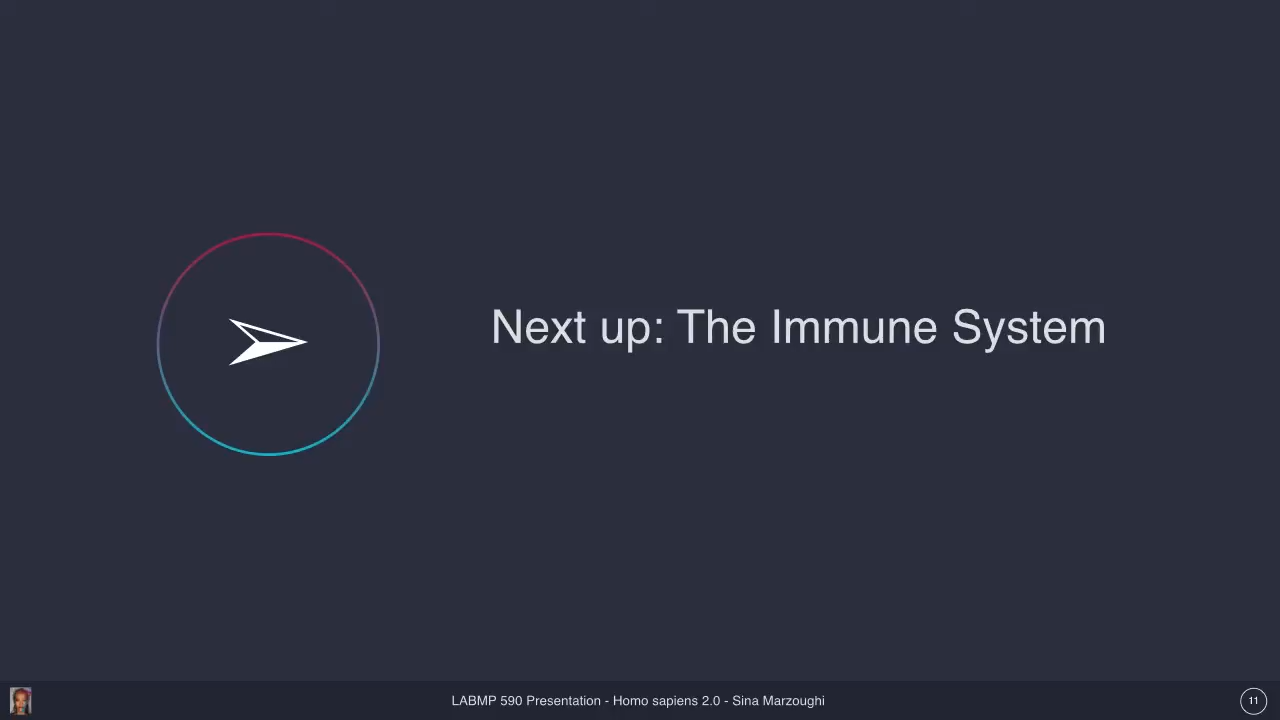 Next up: The Immune System
LABMP 590 Presentation - Homo sapiens 2.0 - Sina Marzoughi
11